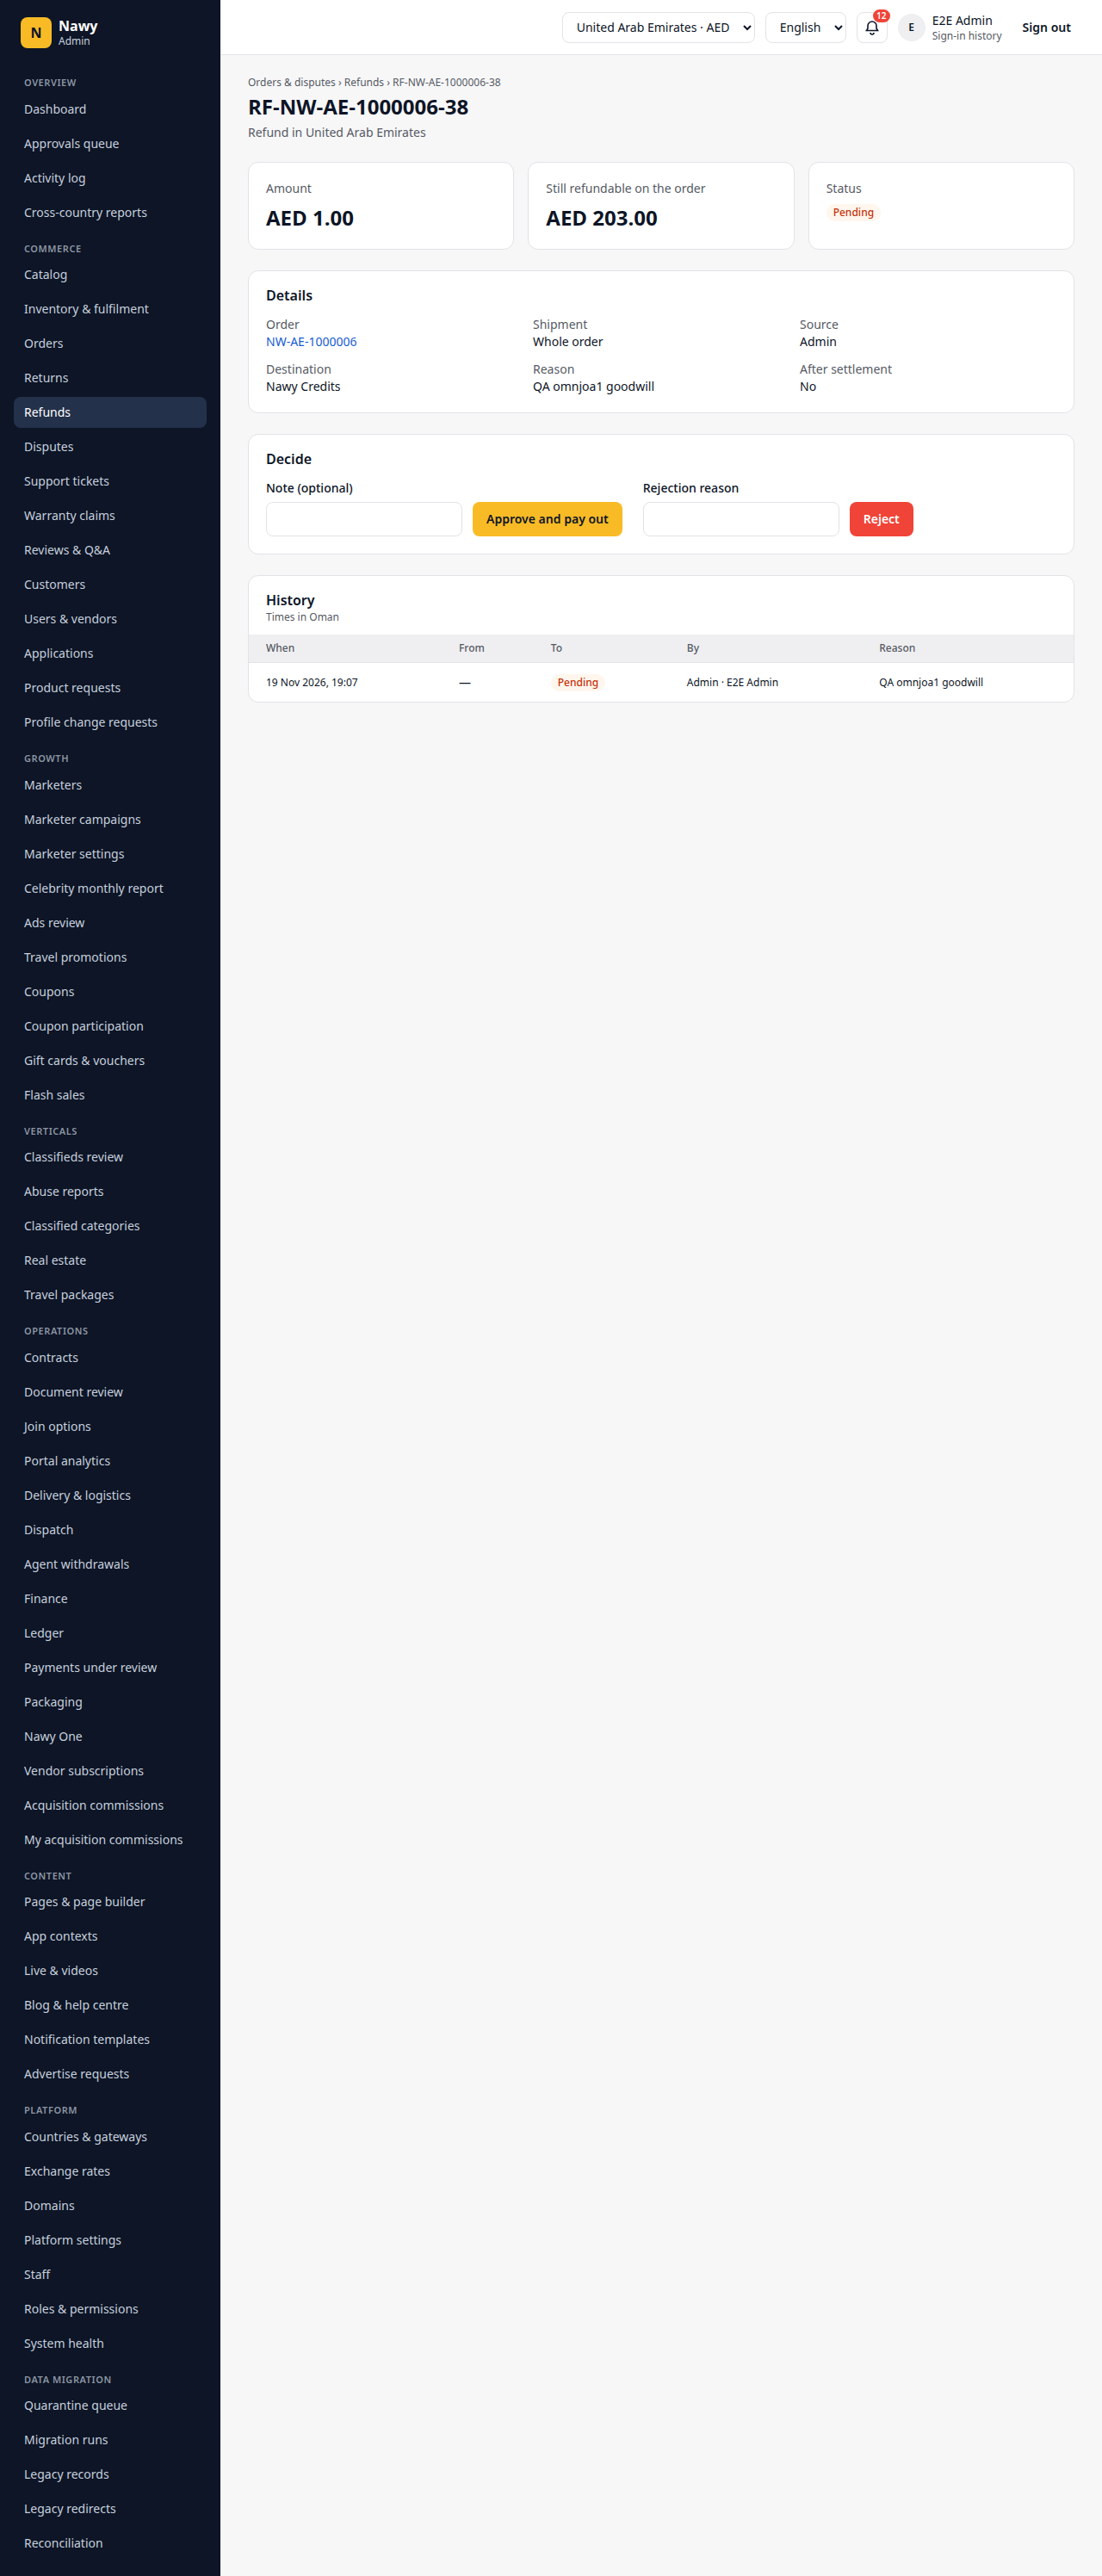 N
Nawy
Admin
OVERVIEW
Dashboard
Approvals queue
Activity log
Cross-country reports
COMMERCE
Catalog
Inventory & fulfilment
Orders
Returns
Refunds
Disputes
Support tickets
Warranty claims
Reviews & Q&A
Customers
Users & vendors
Applications
Product requests
Profile change requests
GROWTH
Marketers
Marketer campaigns
Marketer settings
Celebrity monthly report
Ads review
Travel promotions
Coupons
Coupon participation
Gift cards & vouchers
Flash sales
VERTICALS
Classifieds review
Abuse reports
Classified categories
Real estate
Travel packages
OPERATIONS
Contracts
Document review
Join options
Portal analytics
Delivery & logistics
Dispatch
Agent withdrawals
Finance
Ledger
Payments under review
Packaging
Nawy One
Vendor subscriptions
Acquisition commissions
My acquisition commissions
CONTENT
Pages & page builder
App contexts
Live & videos
Blog & help centre
Notification templates
Advertise requests
PLATFORM
Countries & gateways
Exchange rates
Domains
Platform settings
Staff
Roles & permissions
System health
DATA MIGRATION
Quarantine queue
Migration runs
Legacy records
Legacy redirects
Reconciliation
United Arab Emirates · AED
English
12
E
E2E Admin
Sign-in history
Sign out
Orders & disputes › Refunds › RF-NW-AE-1000006-38
RF-NW-AE-1000006-38
Refund in United Arab Emirates
Amount
AED 1.00
Still refundable on the order
AED 203.00
Status
Pending
Details
Order
NW-AE-1000006
Shipment
Whole order
Source
Admin
Destination
Nawy Credits
Reason
QA omnjoa1 goodwill
After settlement
No
Decide
Note (optional)
Approve and pay out
Rejection reason
Reject
History
Times in Oman
When From To By Reason
19 Nov 2026, 19:07 — Pending Admin · E2E Admin QA omnjoa1 goodwill